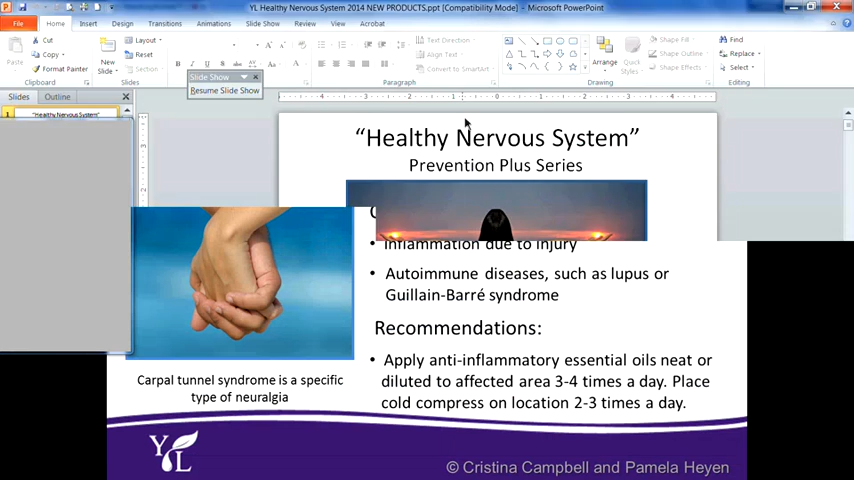 YL Healthy Nervous System 2014 NEW PRODUCTS.ppt [Compatibility Mode] - Microsoft PowerPoint
File Home Insert Design Transitions Animations Slide Show Review View Acrobat
Cut Layout Text Direction Shape Fill Find
Copy Reset Align Text Shape Outline Replace
Paste Format Painter New Slide Section Convert to SmartArt Arrange Quick Styles Shape Effects Select
Clipboard Slides Paragraph Drawing Editing
Slide Show
Resume Slide Show
Slides Outline
1 "Healthy Nervous System"
“Healthy Nervous System”
Prevention Plus Series
Inflammation due to injury
• Autoimmune diseases, such as lupus or
Guillain-Barré syndrome
Recommendations:
• Apply anti-inflammatory essential oils neat or
diluted to affected area 3-4 times a day. Place
cold compress on location 2-3 times a day.
Carpal tunnel syndrome is a specific
type of neuralgia
YL
© Cristina Campbell and Pamela Heyen